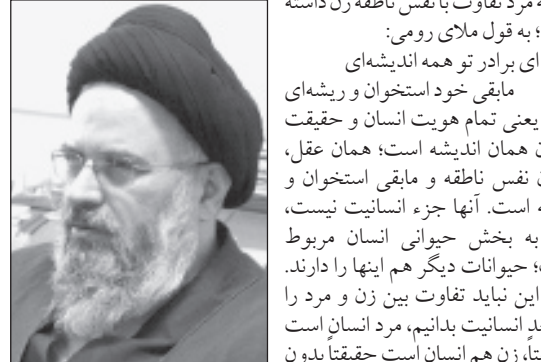 مرد تفاوت با نفس ناطقه زن داشته
؛ به قول ملای رومی:
ای برادر تو همه اندیشه‌ای
مابقی خود استخوان و ریشه‌ای
یعنی تمام هویت انسان و حقیقت
همان اندیشه است؛ همان عقل،
نفس ناطقه و مابقی استخوان و
است. آنها جزء انسانیت نیست،
به بخش حیوانی انسان مربوط
؛ حیوانات دیگر هم اینها را دارند.
این نباید تفاوت بین زن و مرد را
انسانیت بدانیم، مرد انسان است
، زن هم انسان است حقیقتاً بدون